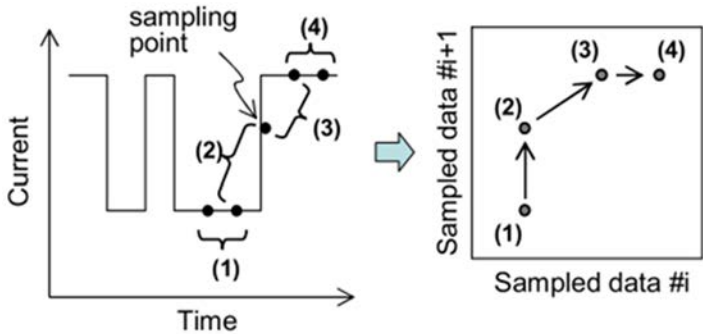 sampling
point
(4)
(3)
(2)
(1)
Current
Time
Sampled data #i+1
(3)
(4)
(2)
(1)
Sampled data #i